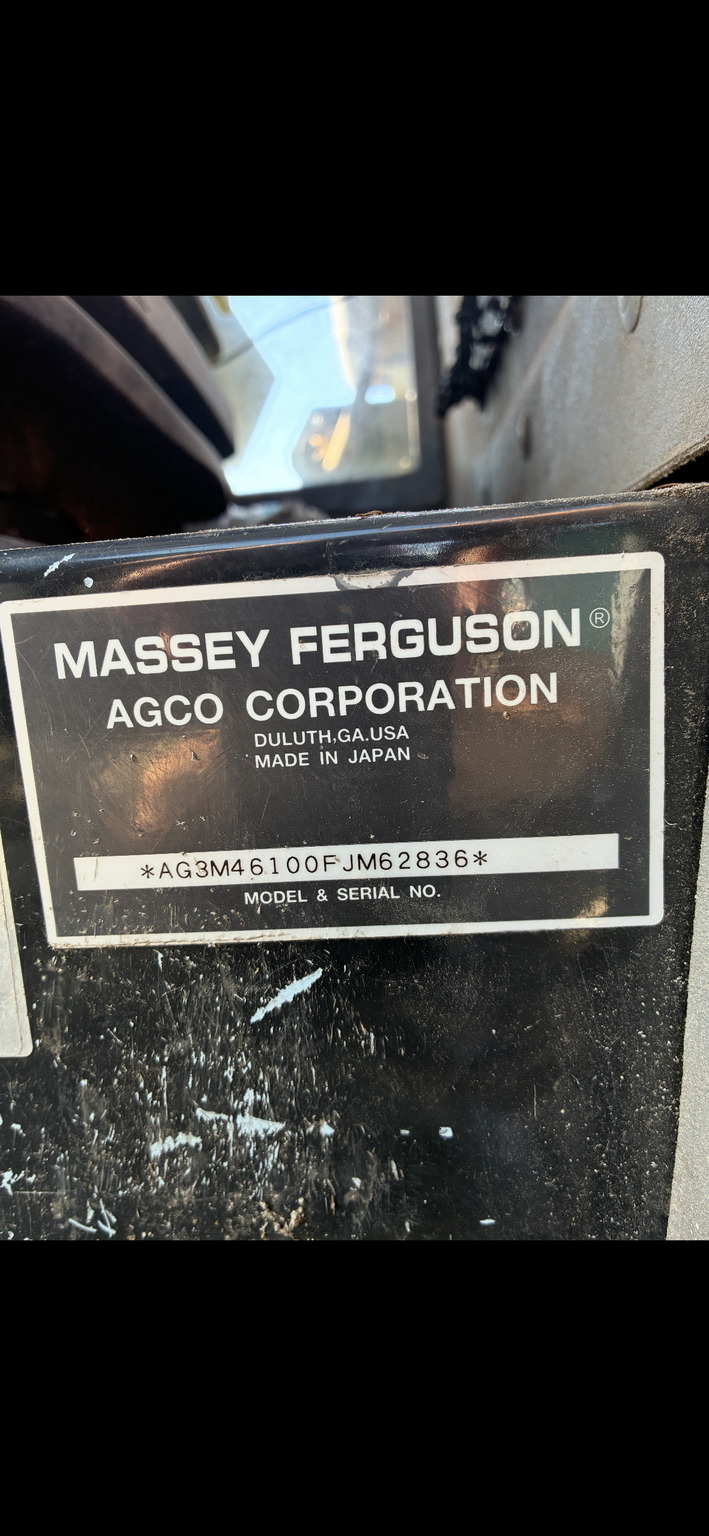 MASSEY FERGUSON®
AGCO CORPORATION
DULUTH,GA.USA
MADE IN JAPAN
*AG3M46100FJM62836*
MODEL & SERIAL NO.